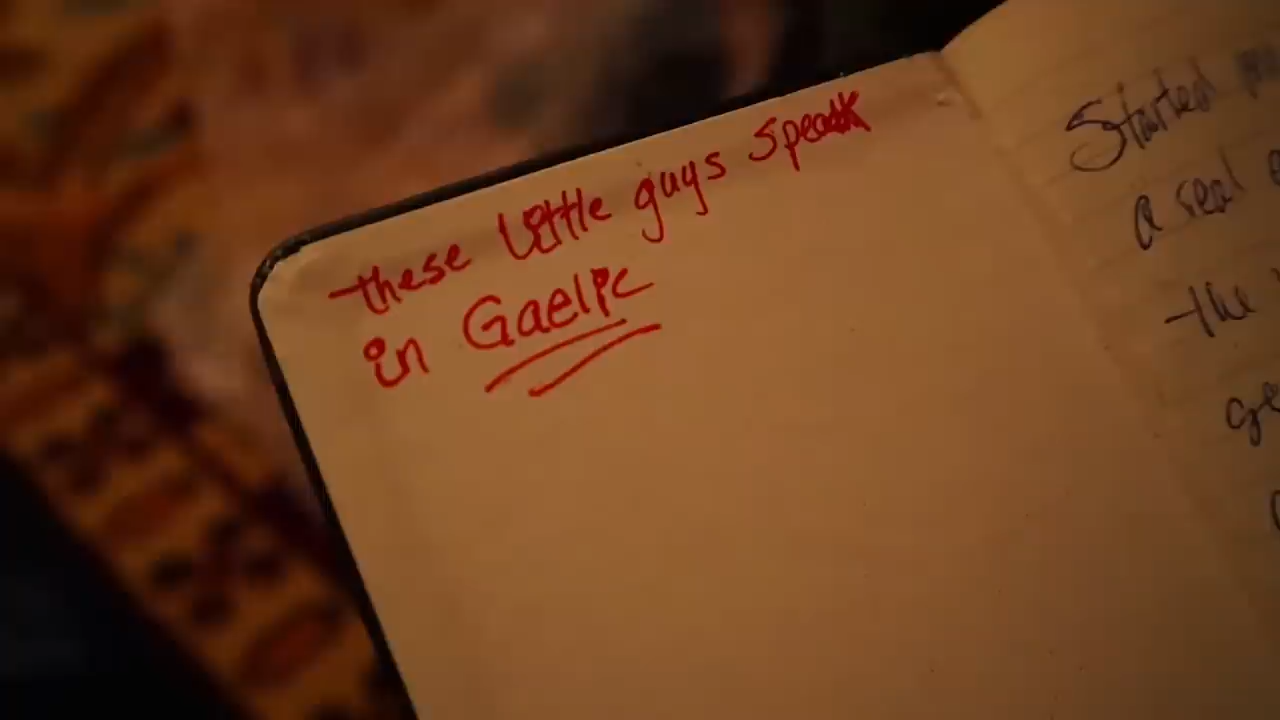 these little guys speak
in Gaelic
Started
a seal
the